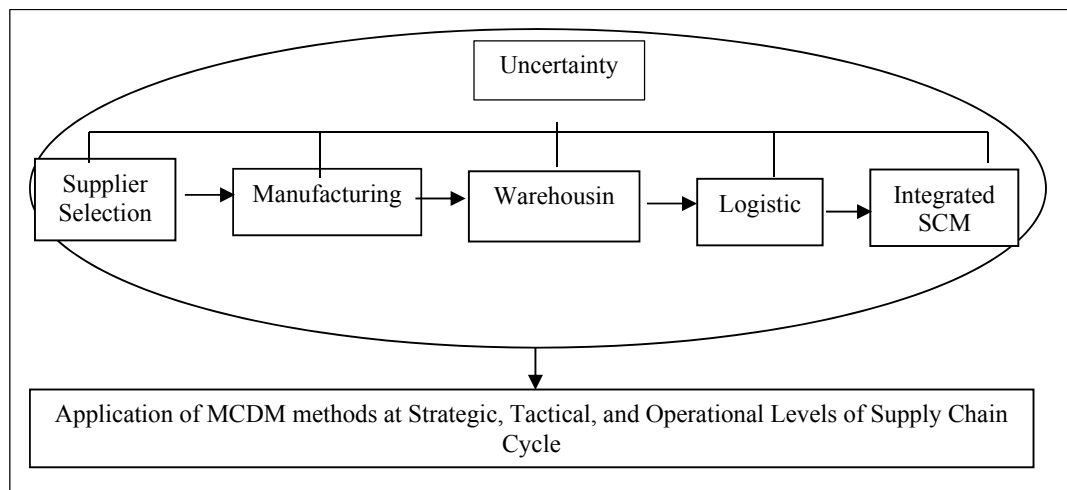 Uncertainty
Supplier
Selection
Manufacturing
Warehousin
Logistic
Integrated
SCM
Application of MCDM methods at Strategic, Tactical, and Operational Levels of Supply Chain
Cycle